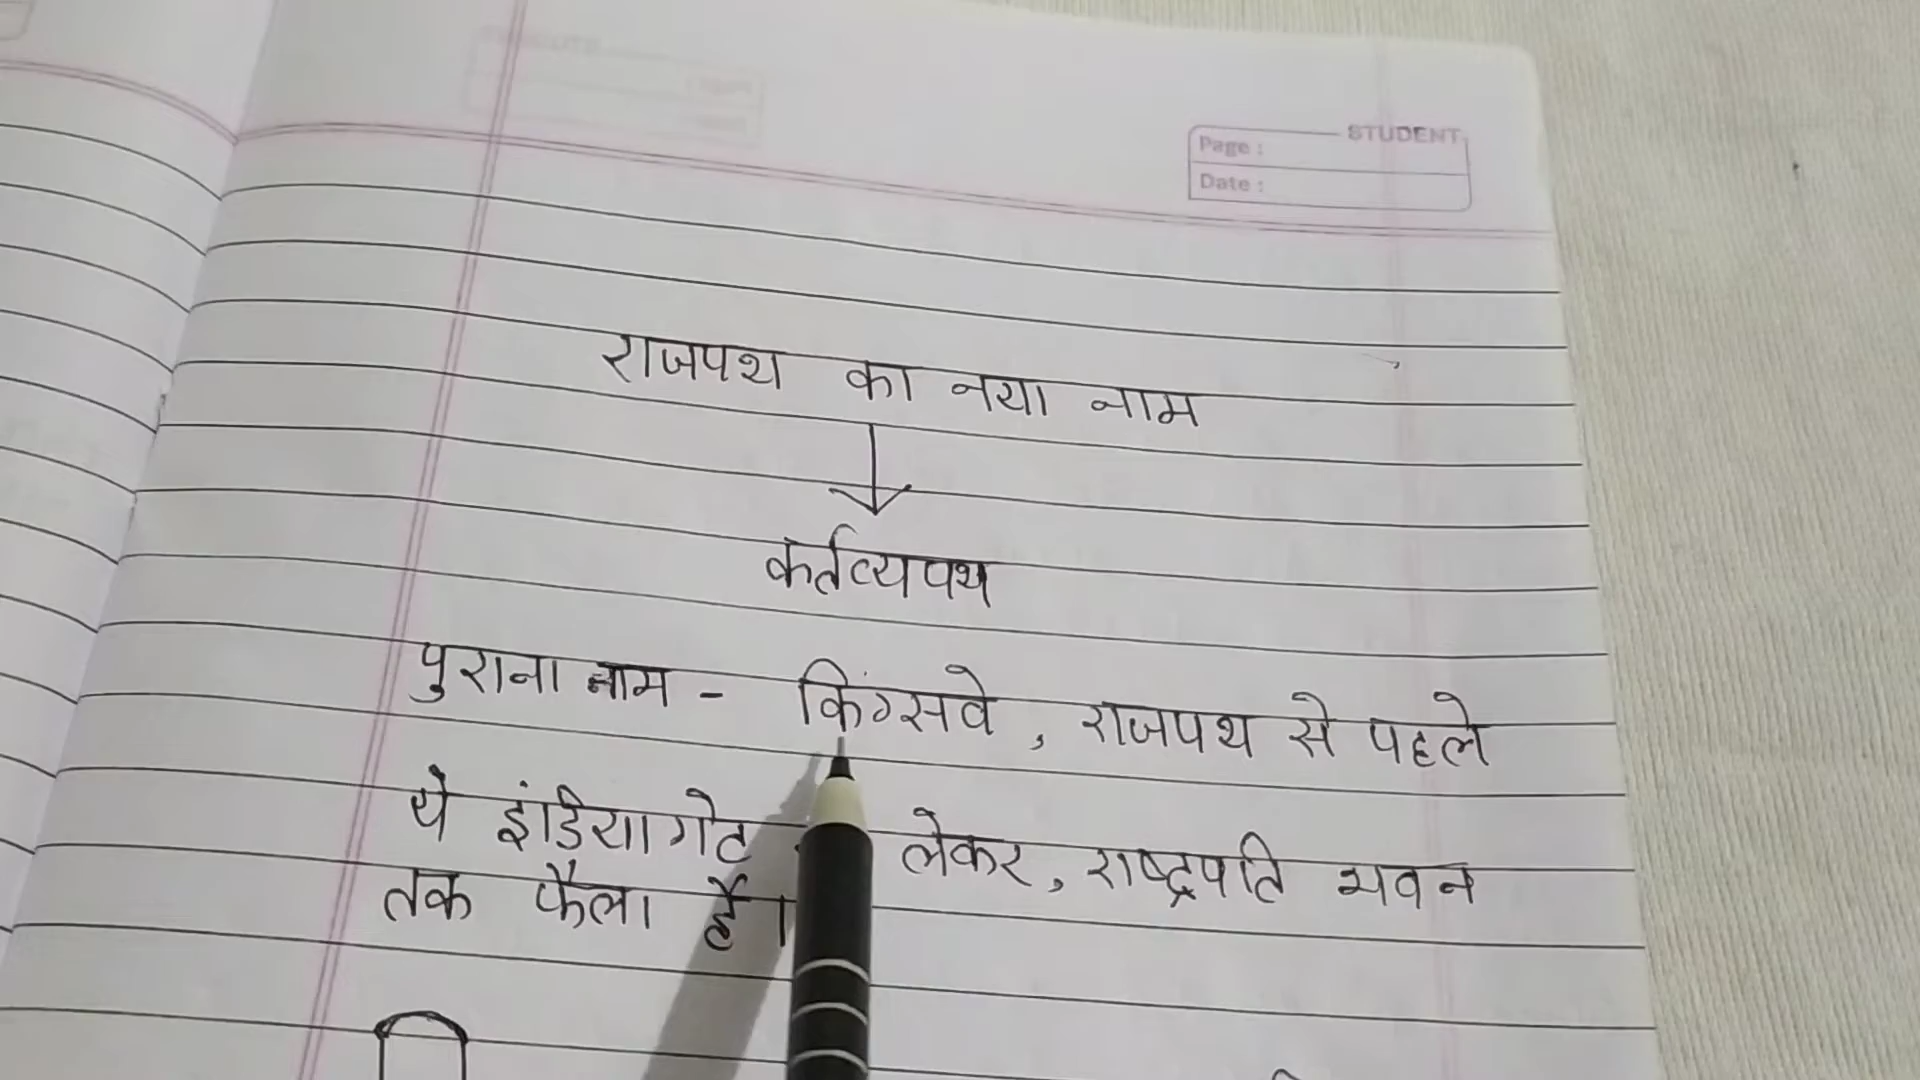 STUDENT
Page :
Date :
राजपथ का नया नाम
कर्तव्यपथ
पुराना नाम - किंग्सवे , राजपथ से पहले
ये इंडिया गेट लेकर , राष्ट्रपति भवन
तक फैला है।